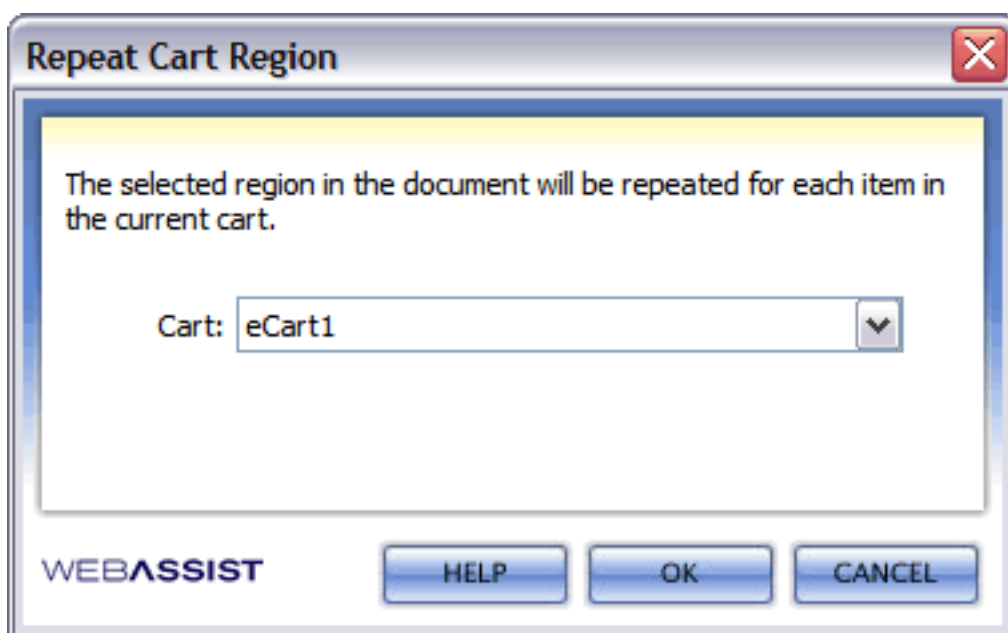 Repeat Cart Region
The selected region in the document will be repeated for each item in
the current cart.
Cart: eCart1
WEBASSIST HELP OK CANCEL